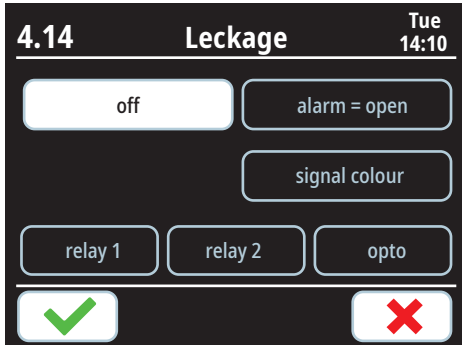 4.14 Leckage Tue
14:10
off alarm = open
signal colour
relay 1 relay 2 opto